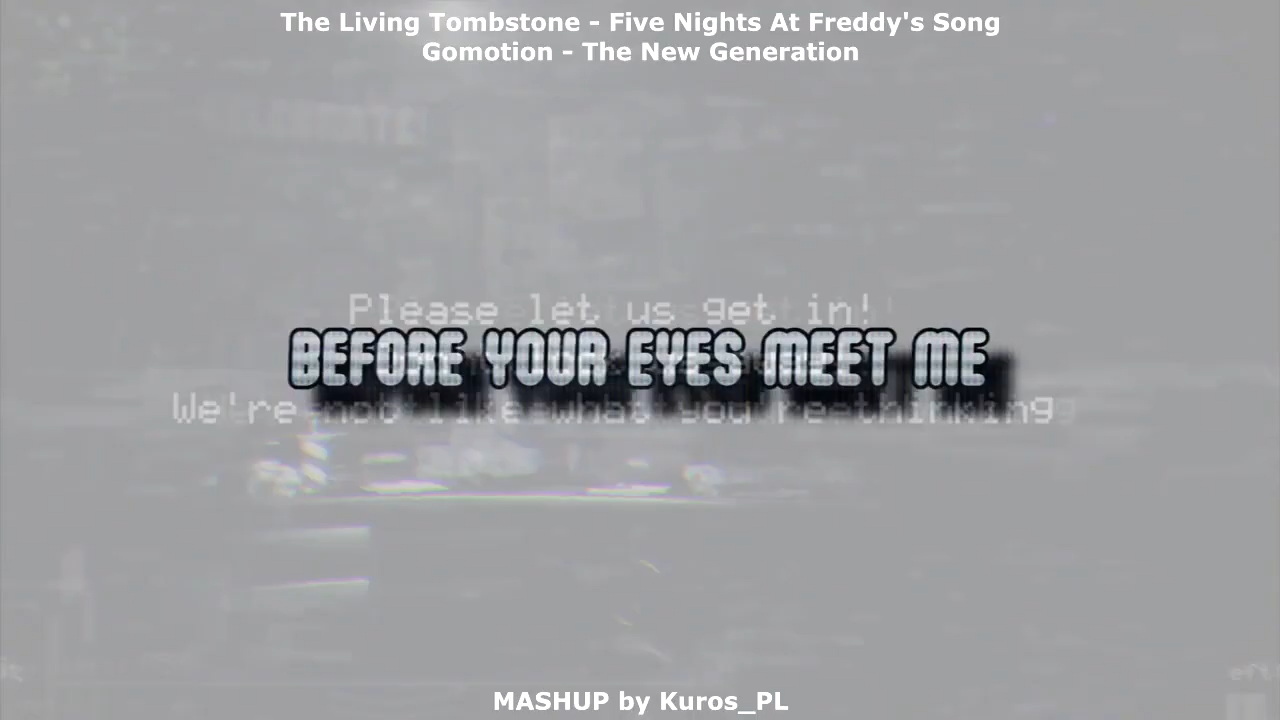 The Living Tombstone - Five Nights At Freddy's Song
Gomotion - The New Generation
Please let us get in!
BEFORE YOUR EYES MEET ME
We're not like what you're thinking
MASHUP by Kuros_PL